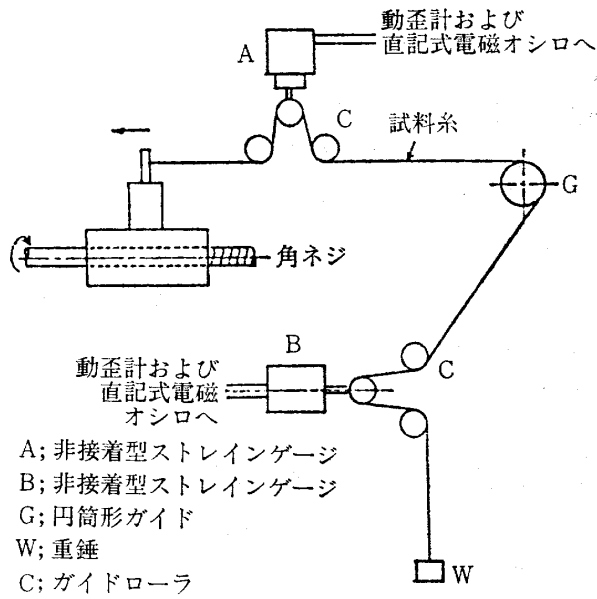 動歪計および
直記式電磁オシロへ
A
C
試料糸
G
角ネジ
B
動歪計および
直記式電磁
オシロへ
C
A;非接着型ストレインゲージ
B;非接着型ストレインゲージ
G;円筒形ガイド
W;重錘
C;ガイドローラ
W